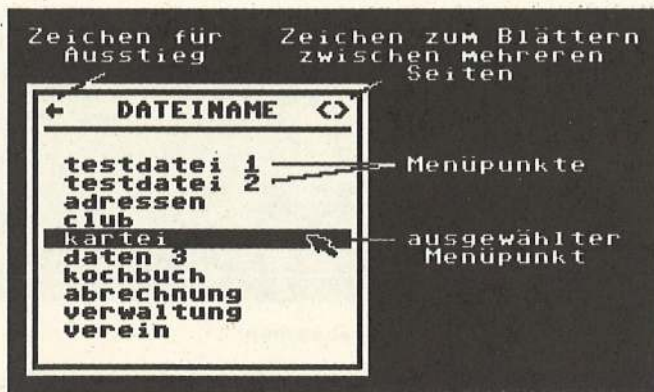 Zeichen für
Ausstieg
Zeichen zum Blättern
zwischen mehreren
Seiten
← DATEINAME <>
testdatei 1
testdatei 2
adressen
club
kartei
daten 3
kochbuch
abrechnung
verwaltung
verein
Menüpunkte
ausgewählter
Menüpunkt